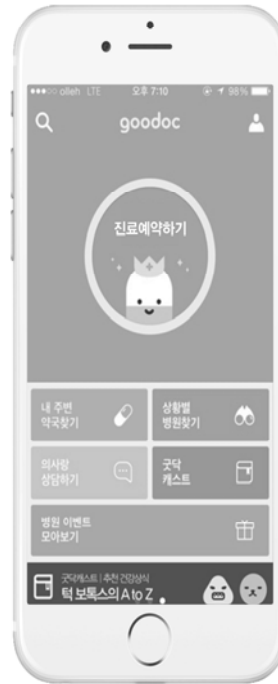 olleh LTE 오후 7:10 98%
goodoc
진료예약하기
내 주변
약국찾기
상황별
병원찾기
의사랑
상담하기
굿닥
캐스트
병원 이벤트
모아보기
굿닥캐스트 | 추천 건강상식
턱 보톡스의 A to Z